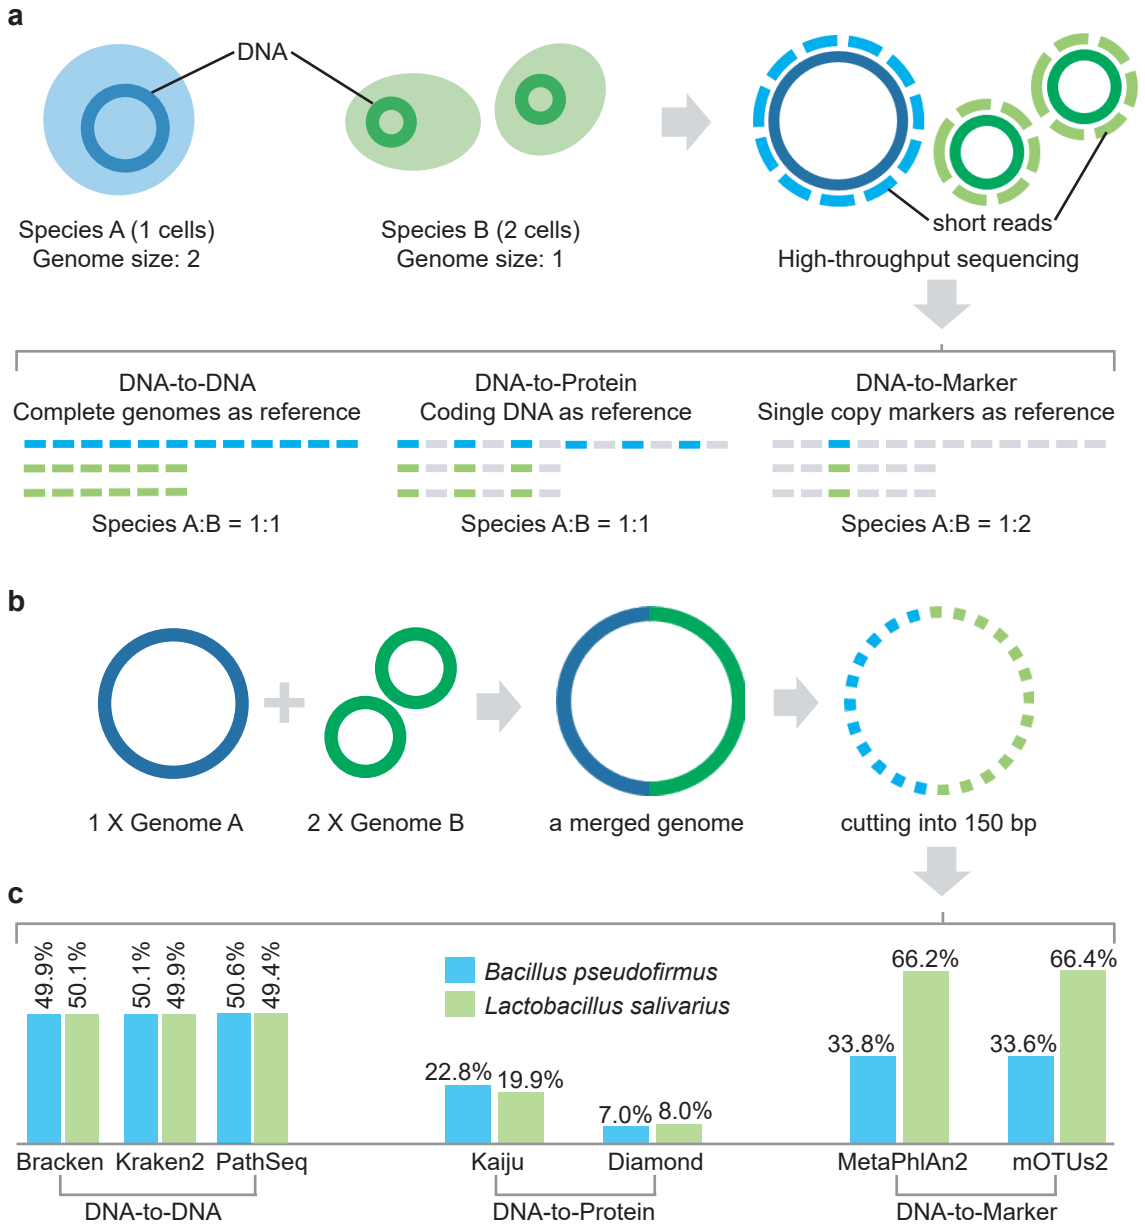 a
DNA
Species A (1 cells)
Genome size: 2
Species B (2 cells)
Genome size: 1
short reads
High-throughput sequencing
DNA-to-DNA
Complete genomes as reference
Species A:B = 1:1
DNA-to-Protein
Coding DNA as reference
Species A:B = 1:1
DNA-to-Marker
Single copy markers as reference
Species A:B = 1:2
b
1 X Genome A
2 X Genome B
a merged genome
cutting into 150 bp
c
49.9%
50.1%
50.1%
49.9%
50.6%
49.4%
Bacillus pseudofirmus
Lactobacillus salivarius
22.8%
19.9%
7.0%
8.0%
33.8%
66.2%
33.6%
66.4%
Bracken
Kraken2
PathSeq
Kaiju
Diamond
MetaPhlAn2
mOTUs2
DNA-to-DNA
DNA-to-Protein
DNA-to-Marker